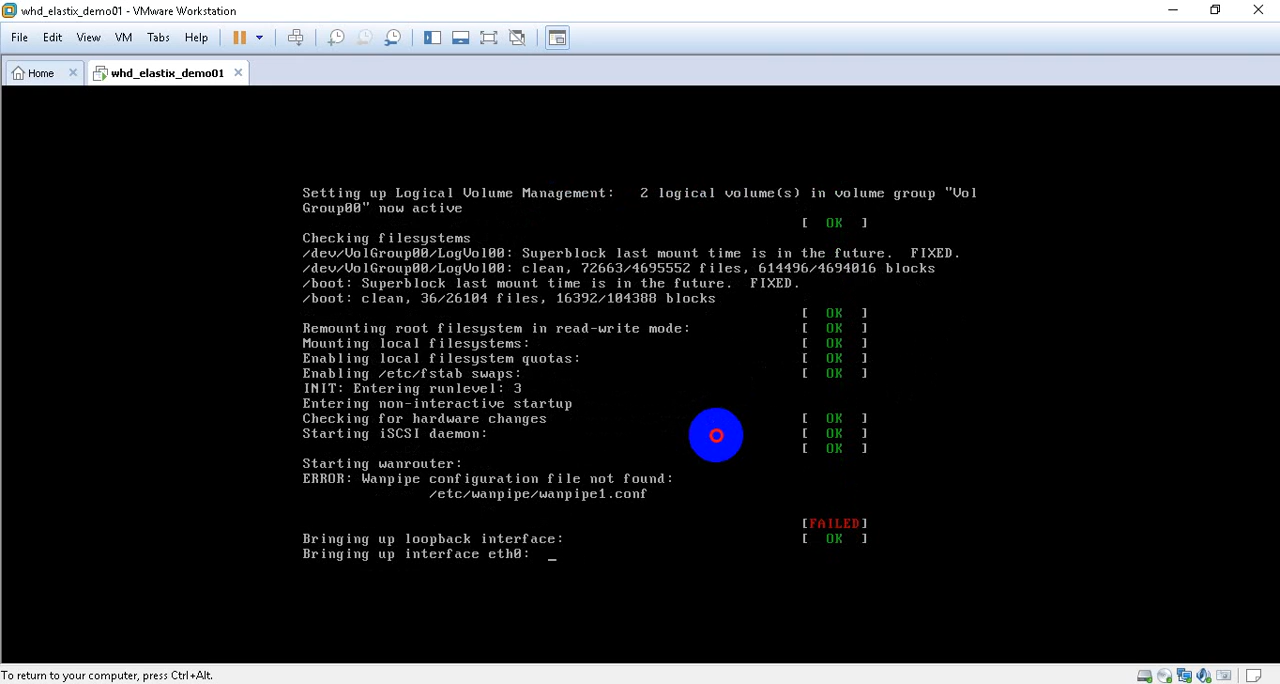 whd_elastix_demo01 - VMware Workstation
File Edit View VM Tabs Help
Home whd_elastix_demo01
Setting up Logical Volume Management:   2 logical volume(s) in volume group "Vol
Group00" now active
[  OK  ]
Checking filesystems
/dev/VolGroup00/LogVol00: Superblock last mount time is in the future.  FIXED.
/dev/VolGroup00/LogVol00: clean, 72663/4695552 files, 614496/4694016 blocks
/boot: Superblock last mount time is in the future.  FIXED.
/boot: clean, 36/26104 files, 16392/104388 blocks
[  OK  ]
Remounting root filesystem in read-write mode: [  OK  ]
Mounting local filesystems: [  OK  ]
Enabling local filesystem quotas: [  OK  ]
Enabling /etc/fstab swaps: [  OK  ]
INIT: Entering runlevel: 3
Entering non-interactive startup
Checking for hardware changes [  OK  ]
Starting iSCSI daemon: [  OK  ]
[  OK  ]
Starting wanrouter:
ERROR: Wanpipe configuration file not found:
/etc/wanpipe/wanpipe1.conf
[FAILED]
Bringing up loopback interface: [  OK  ]
Bringing up interface eth0: _
To return to your computer, press Ctrl+Alt.